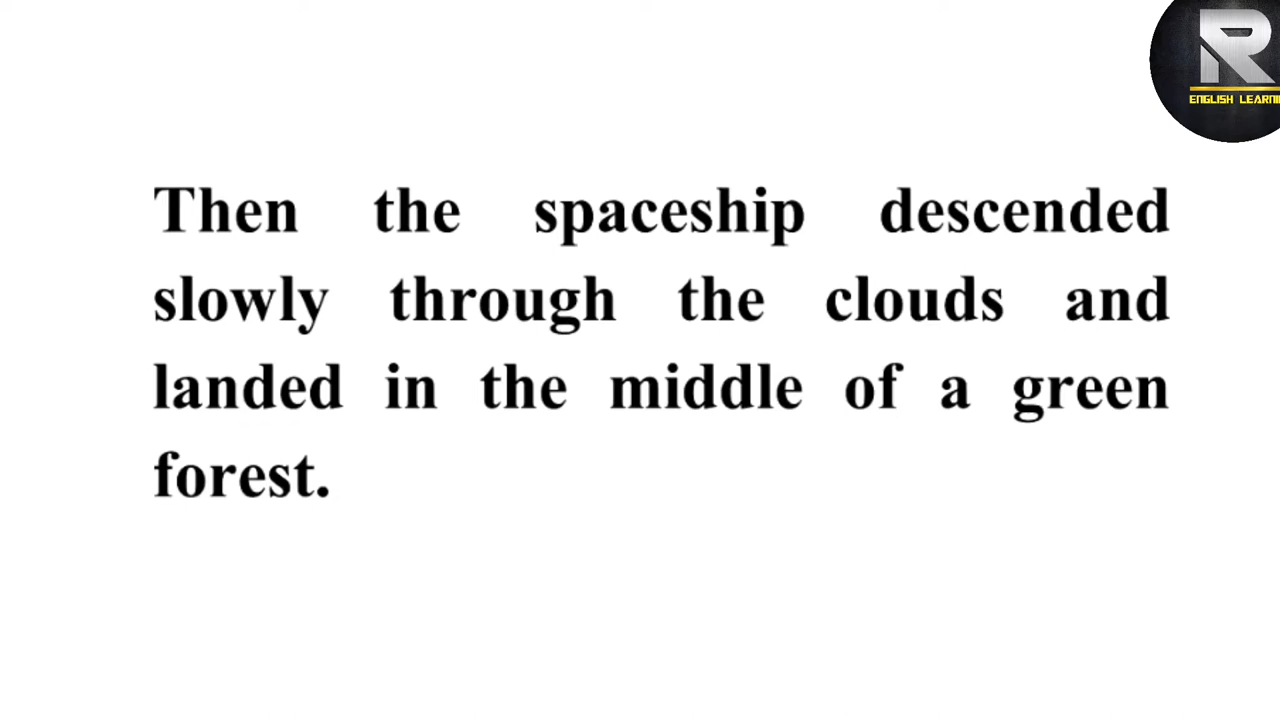 R
ENGLISH LEARNI
Then the spaceship descended
slowly through the clouds and
landed in the middle of a green
forest.